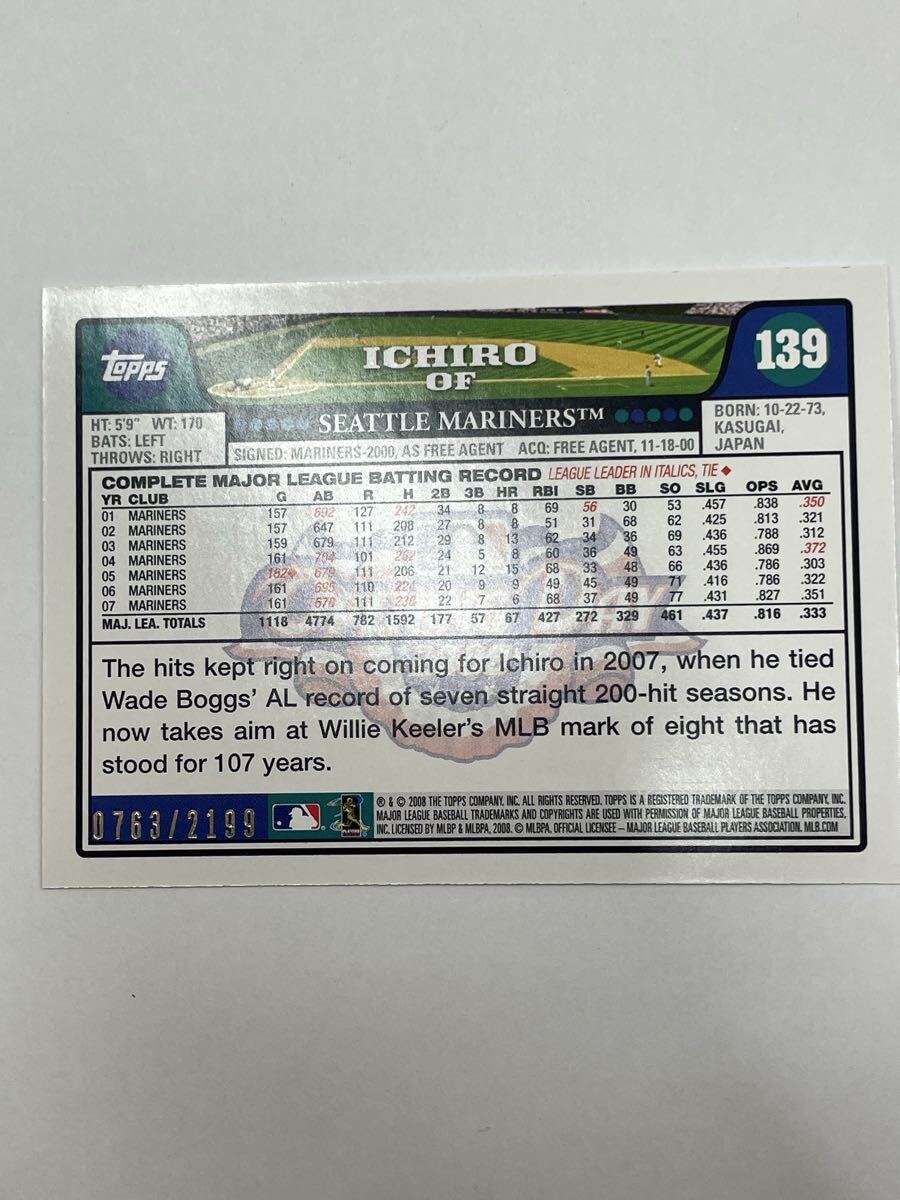 topps
ICHIRO
OF
139
HT: 5'9" WT: 170
BATS: LEFT
THROWS: RIGHT
SEATTLE MARINERS™
SIGNED: MARINERS-2000, AS FREE AGENT ACQ: FREE AGENT, 11-18-00
BORN: 10-22-73,
KASUGAI,
JAPAN
COMPLETE MAJOR LEAGUE BATTING RECORD LEAGUE LEADER IN ITALICS, TIE ◆
YR CLUB G AB R H 2B 3B HR RBI SB BB SO SLG OPS AVG
01 MARINERS 157 692 127 242 34 8 8 69 56 30 53 .457 .838 .350
02 MARINERS 157 647 111 208 27 8 8 51 31 68 62 .425 .813 .321
03 MARINERS 159 679 111 212 29 8 13 62 34 36 69 .436 .788 .312
04 MARINERS 161 704 101 262 24 5 8 60 36 49 63 .455 .869 .372
05 MARINERS 162◆ 679 111 206 21 12 15 68 33 48 66 .436 .786 .303
06 MARINERS 161 695 110 224 20 9 9 49 45 49 71 .416 .786 .322
07 MARINERS 161 678 111 238 22 7 6 68 37 49 77 .431 .827 .351
MAJ. LEA. TOTALS 1118 4774 782 1592 177 57 67 427 272 329 461 .437 .816 .333
The hits kept right on coming for Ichiro in 2007, when he tied
Wade Boggs' AL record of seven straight 200-hit seasons. He
now takes aim at Willie Keeler's MLB mark of eight that has
stood for 107 years.
0763/2199
® & © 2008 THE TOPPS COMPANY, INC. ALL RIGHTS RESERVED. TOPPS IS A REGISTERED TRADEMARK OF THE TOPPS COMPANY, INC.
MAJOR LEAGUE BASEBALL TRADEMARKS AND COPYRIGHTS ARE USED WITH PERMISSION OF MAJOR LEAGUE BASEBALL PROPERTIES,
INC. LICENSED BY MLBP & MLBPA, 2008. © MLBPA. OFFICIAL LICENSEE – MAJOR LEAGUE BASEBALL PLAYERS ASSOCIATION. MLB.COM